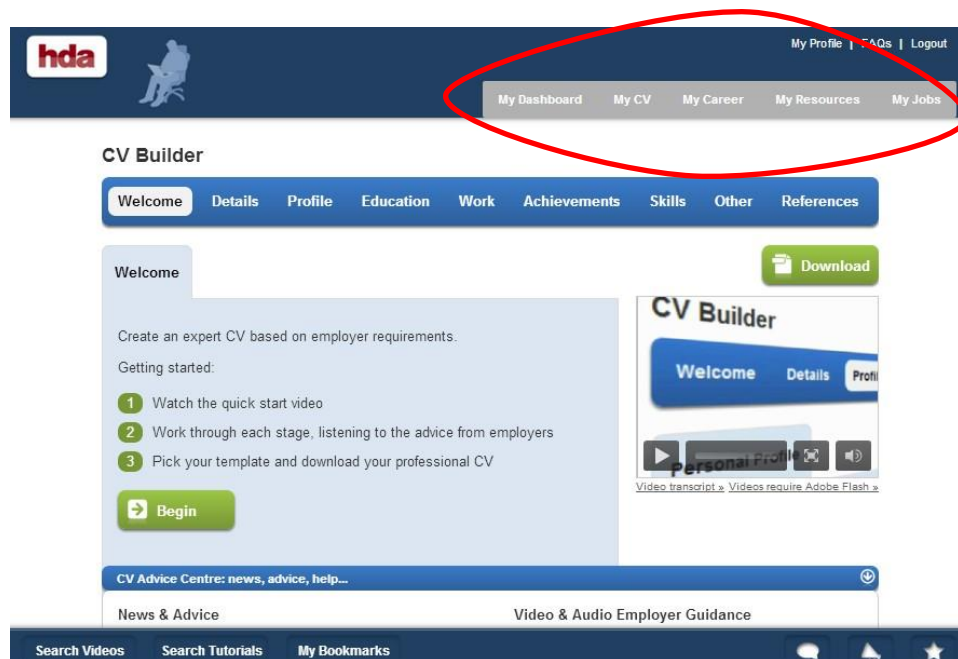 hda
My Profile | FAQs | Logout
My Dashboard My CV My Career My Resources My Jobs
CV Builder
Welcome Details Profile Education Work Achievements Skills Other References
Welcome
Download
Create an expert CV based on employer requirements.
Getting started:
1 Watch the quick start video
2 Work through each stage, listening to the advice from employers
3 Pick your template and download your professional CV
Begin
CV Builder
Welcome Details Profi
Personal Profile
Video transcript » Videos require Adobe Flash »
CV Advice Centre: news, advice, help...
News & Advice Video & Audio Employer Guidance
Search Videos Search Tutorials My Bookmarks